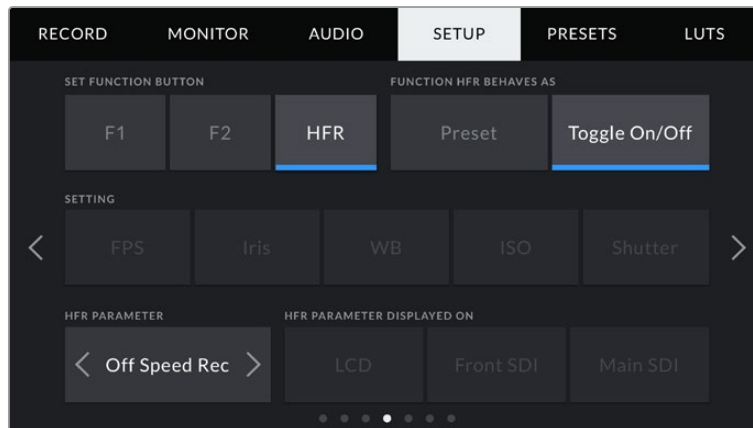 RECORD MONITOR AUDIO SETUP PRESETS LUTS
SET FUNCTION BUTTON FUNCTION HFR BEHAVES AS
F1 F2 HFR Preset Toggle On/Off
SETTING
FPS Iris WB ISO Shutter
HFR PARAMETER HFR PARAMETER DISPLAYED ON
Off Speed Rec LCD Front SDI Main SDI